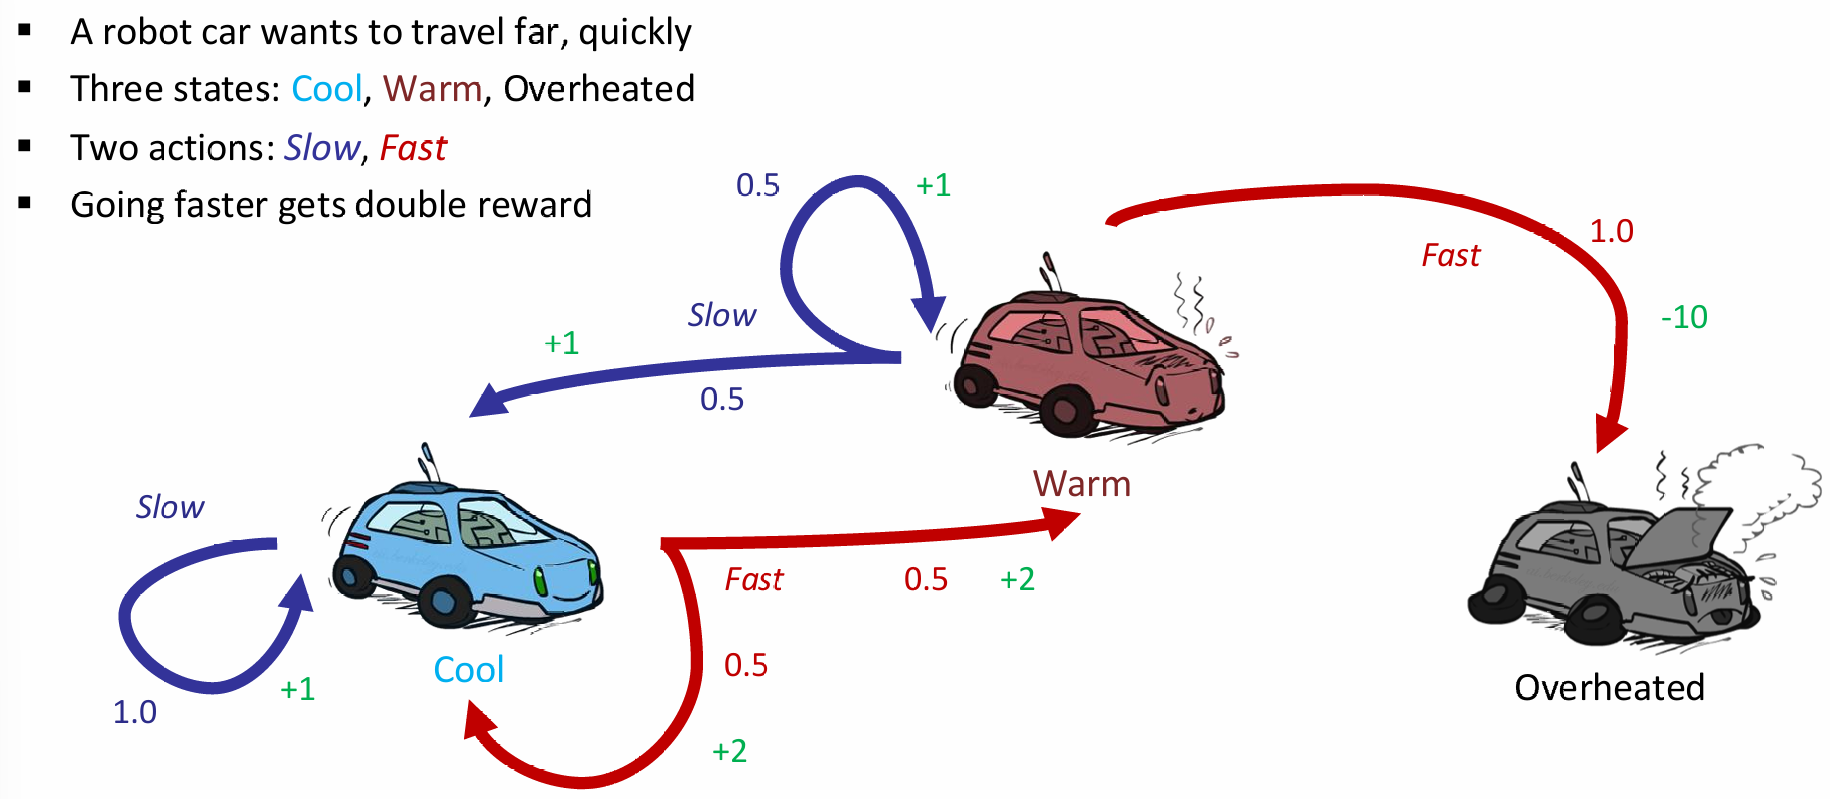 ▪ A robot car wants to travel far, quickly
▪ Three states: Cool, Warm, Overheated
▪ Two actions: Slow, Fast
▪ Going faster gets double reward
0.5
+1
1.0
Fast
-10
Slow
+1
0.5
Warm
Slow
Fast
0.5
+2
0.5
Cool
+1
1.0
+2
Overheated